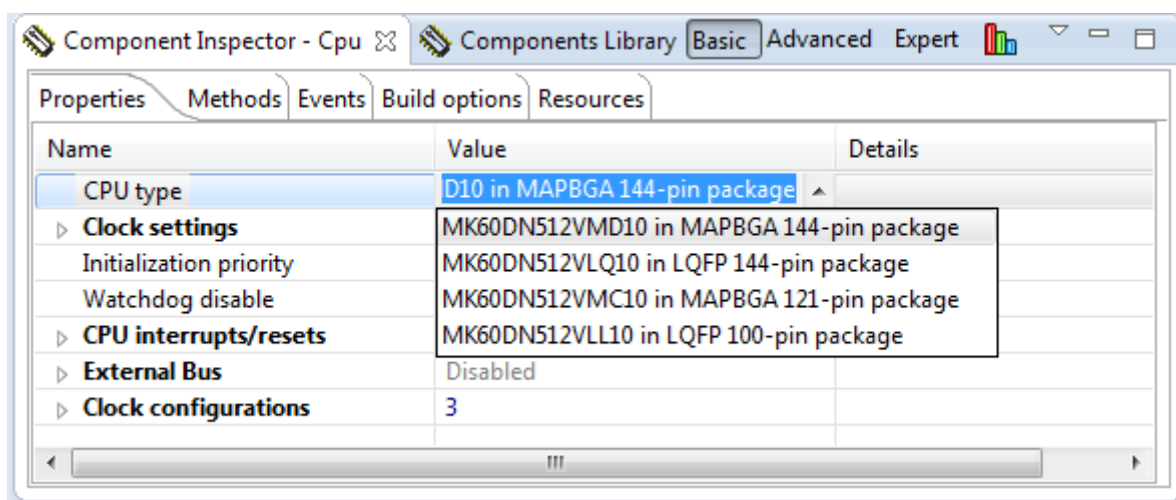 Component Inspector - Cpu Components Library Basic Advanced Expert
Properties Methods Events Build options Resources
Name Value Details
CPU type D10 in MAPBGA 144-pin package
Clock settings MK60DN512VMD10 in MAPBGA 144-pin package
Initialization priority MK60DN512VLQ10 in LQFP 144-pin package
Watchdog disable MK60DN512VMC10 in MAPBGA 121-pin package
CPU interrupts/resets MK60DN512VLL10 in LQFP 100-pin package
External Bus Disabled
Clock configurations 3